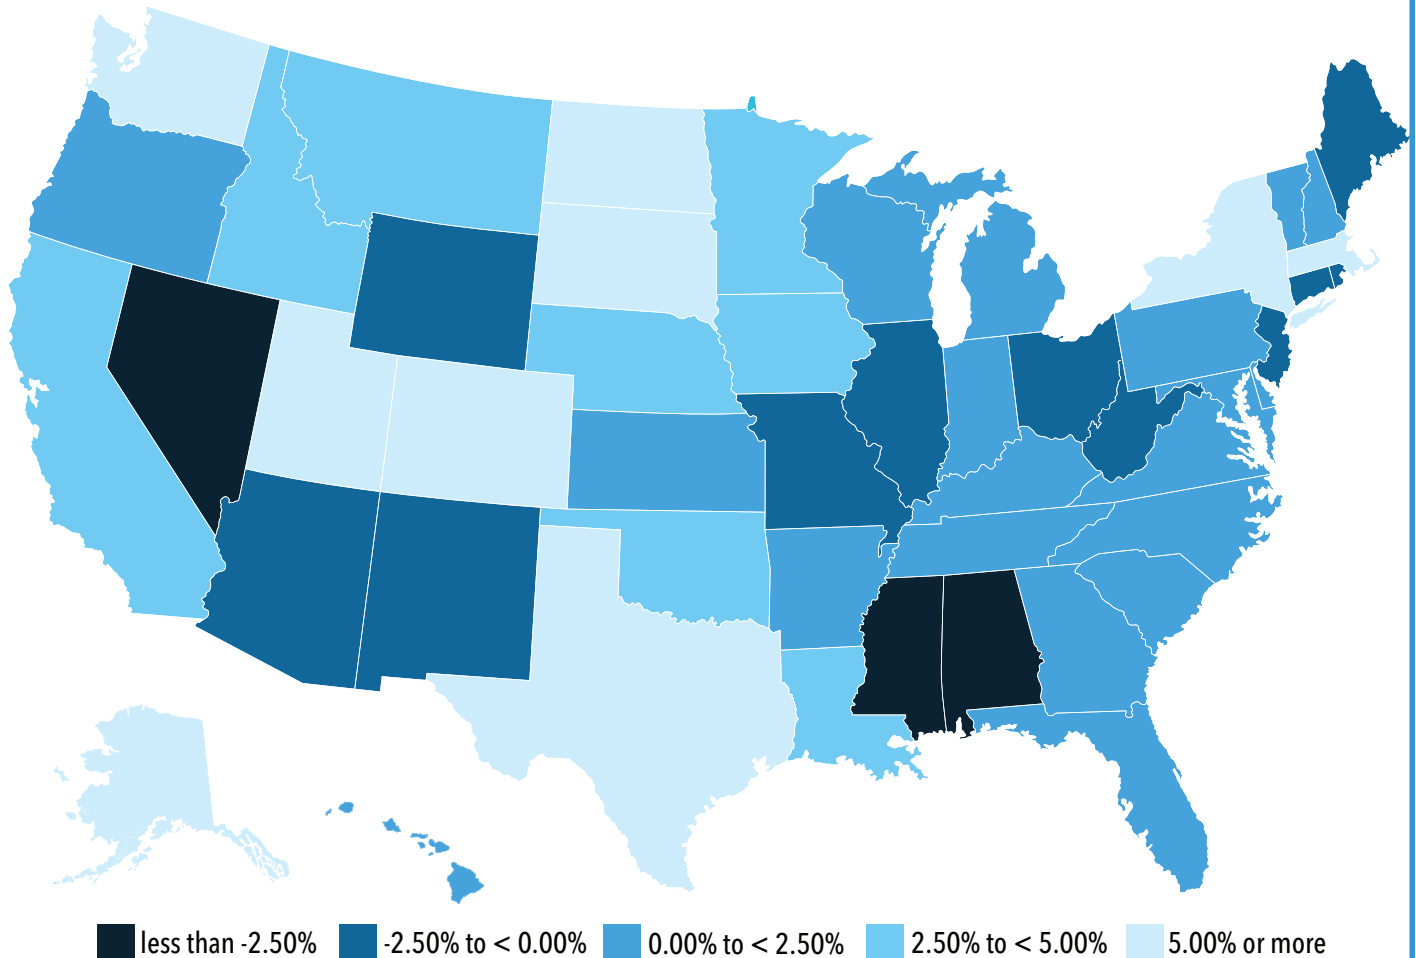 less than -2.50% -2.50% to < 0.00% 0.00% to < 2.50% 2.50% to < 5.00% 5.00% or more